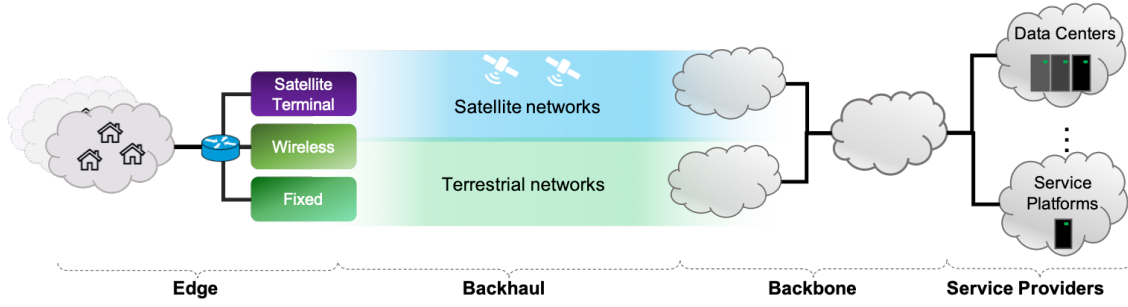 Satellite
Terminal
Wireless
Fixed
Satellite networks
Terrestrial networks
Data Centers
Service
Platforms
Edge
Backhaul
Backbone
Service Providers